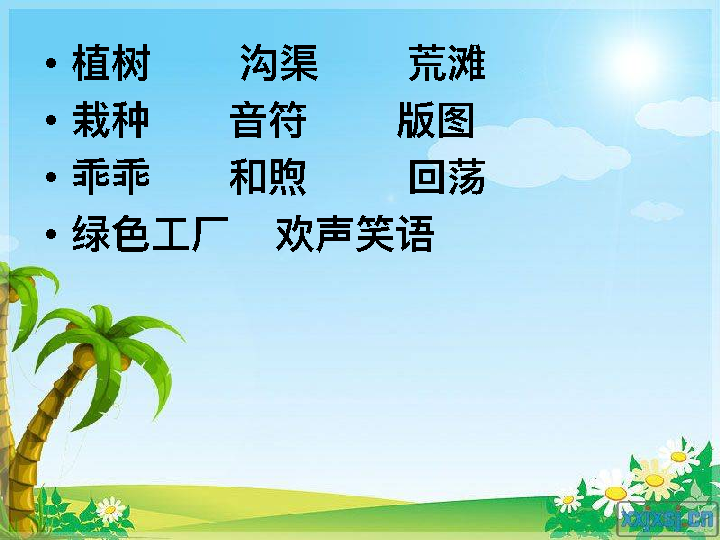 • 植树 沟渠 荒滩
• 栽种 音符 版图
• 乖乖 和煦 回荡
• 绿色工厂 欢声笑语